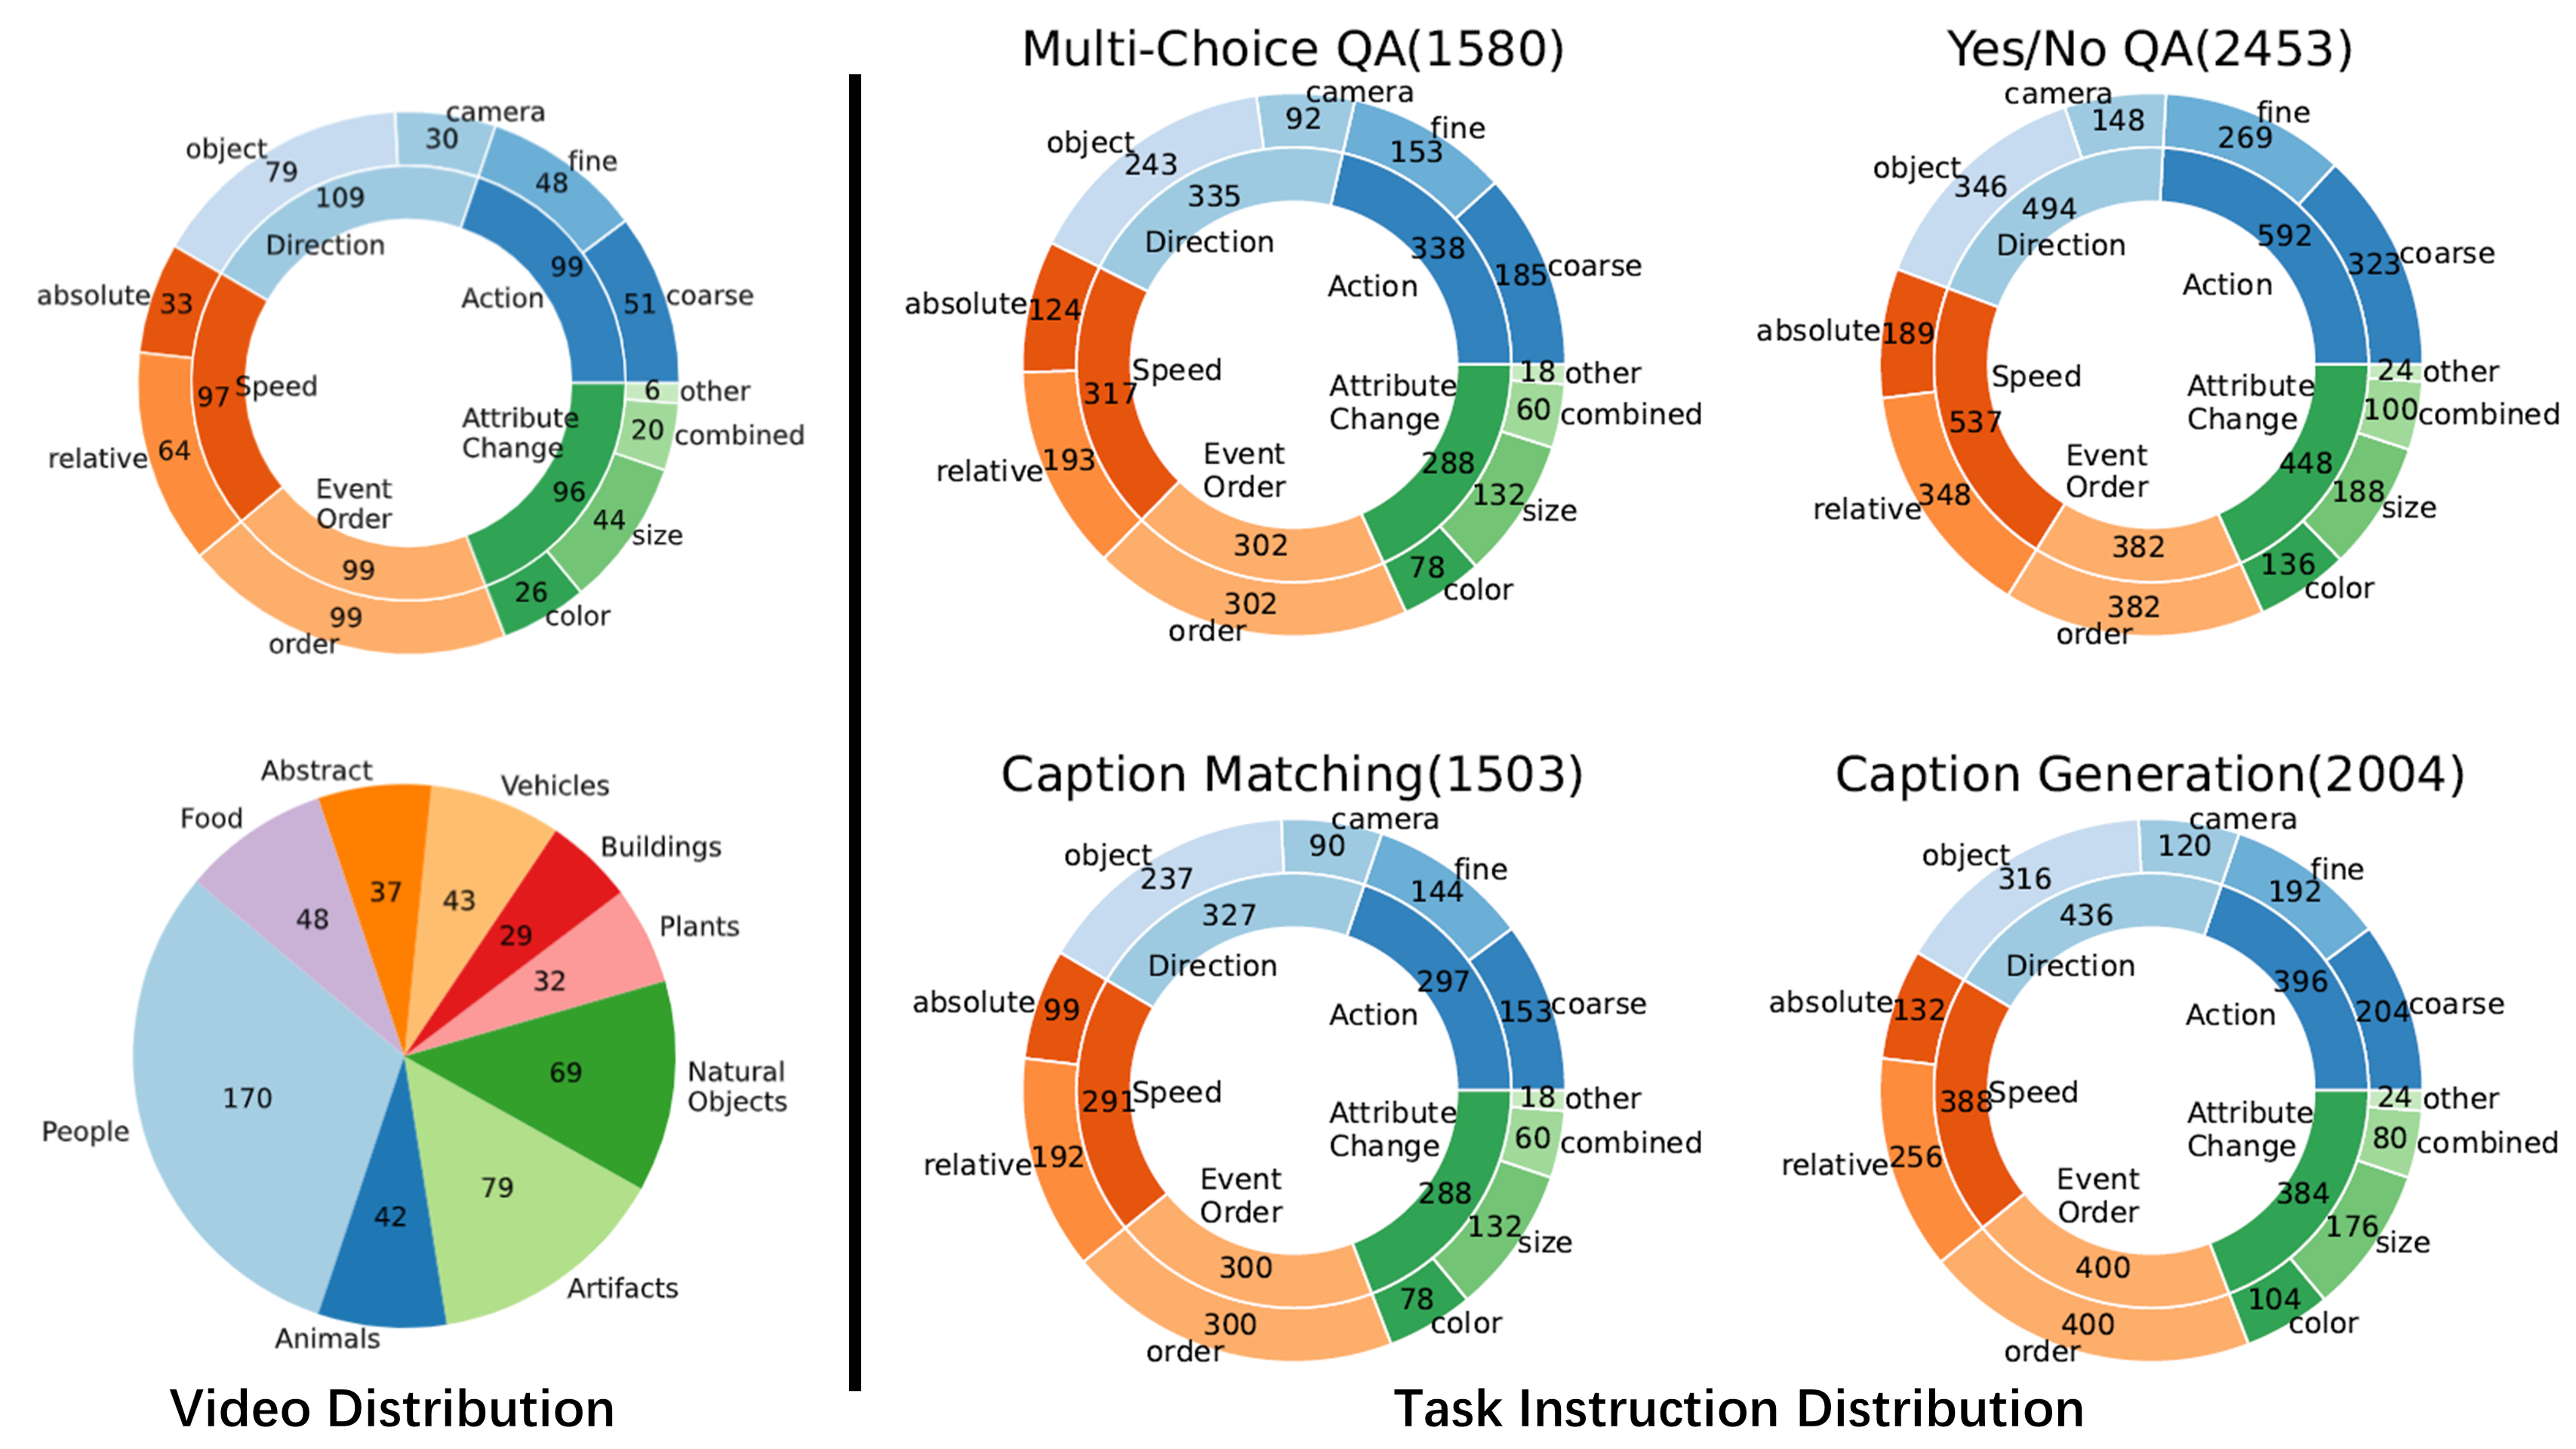 camera
30
object
79
fine
48
109
Direction
99
Action
absolute
33
51
coarse
97
Speed
6
other
Attribute
Change
20
combined
relative
64
Event
Order
96
44
size
99
26
color
99
order
Abstract
Vehicles
Food
Buildings
37
43
48
29
Plants
32
69
Natural
Objects
170
People
79
42
Artifacts
Animals
Video Distribution
Multi-Choice QA(1580)
camera
92
object
243
fine
153
335
Direction
338
Action
185
coarse
absolute
124
Speed
317
18
other
Attribute
Change
60
combined
relative
193
Event
Order
288
132
size
302
78
color
302
order
Yes/No QA(2453)
camera
148
fine
269
object
346
494
Direction
592
Action
323
coarse
absolute
189
Speed
537
24
other
Attribute
Change
100
combined
relative
348
Event
Order
448
188
size
382
136
color
382
order
Caption Matching(1503)
camera
90
object
237
fine
144
327
Direction
297
Action
153
coarse
absolute
99
291
Speed
18
other
Attribute
Change
60
combined
relative
192
Event
Order
288
132
size
300
78
color
300
order
Caption Generation(2004)
camera
120
object
316
fine
192
436
Direction
396
Action
204
coarse
absolute
132
388
Speed
24
other
Attribute
Change
80
combined
relative
256
Event
Order
384
176
size
400
104
color
400
order
Task Instruction Distribution